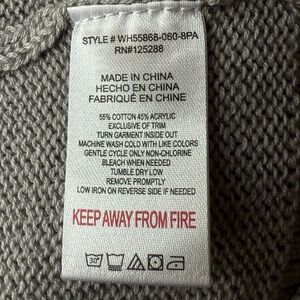 STYLE # WH55868-060-8PA
RN#125288
MADE IN CHINA
HECHO EN CHINA
FABRIQUÉ EN CHINE
55% COTTON 45% ACRYLIC
EXCLUSIVE OF TRIM
TURN GARMENT INSIDE OUT
MACHINE WASH COLD WITH LIKE COLORS
GENTLE CYCLE ONLY NON-CHLORINE
BLEACH WHEN NEEDED
TUMBLE DRY LOW
REMOVE PROMPTLY
LOW IRON ON REVERSE SIDE IF NEEDED
KEEP AWAY FROM FIRE
30°